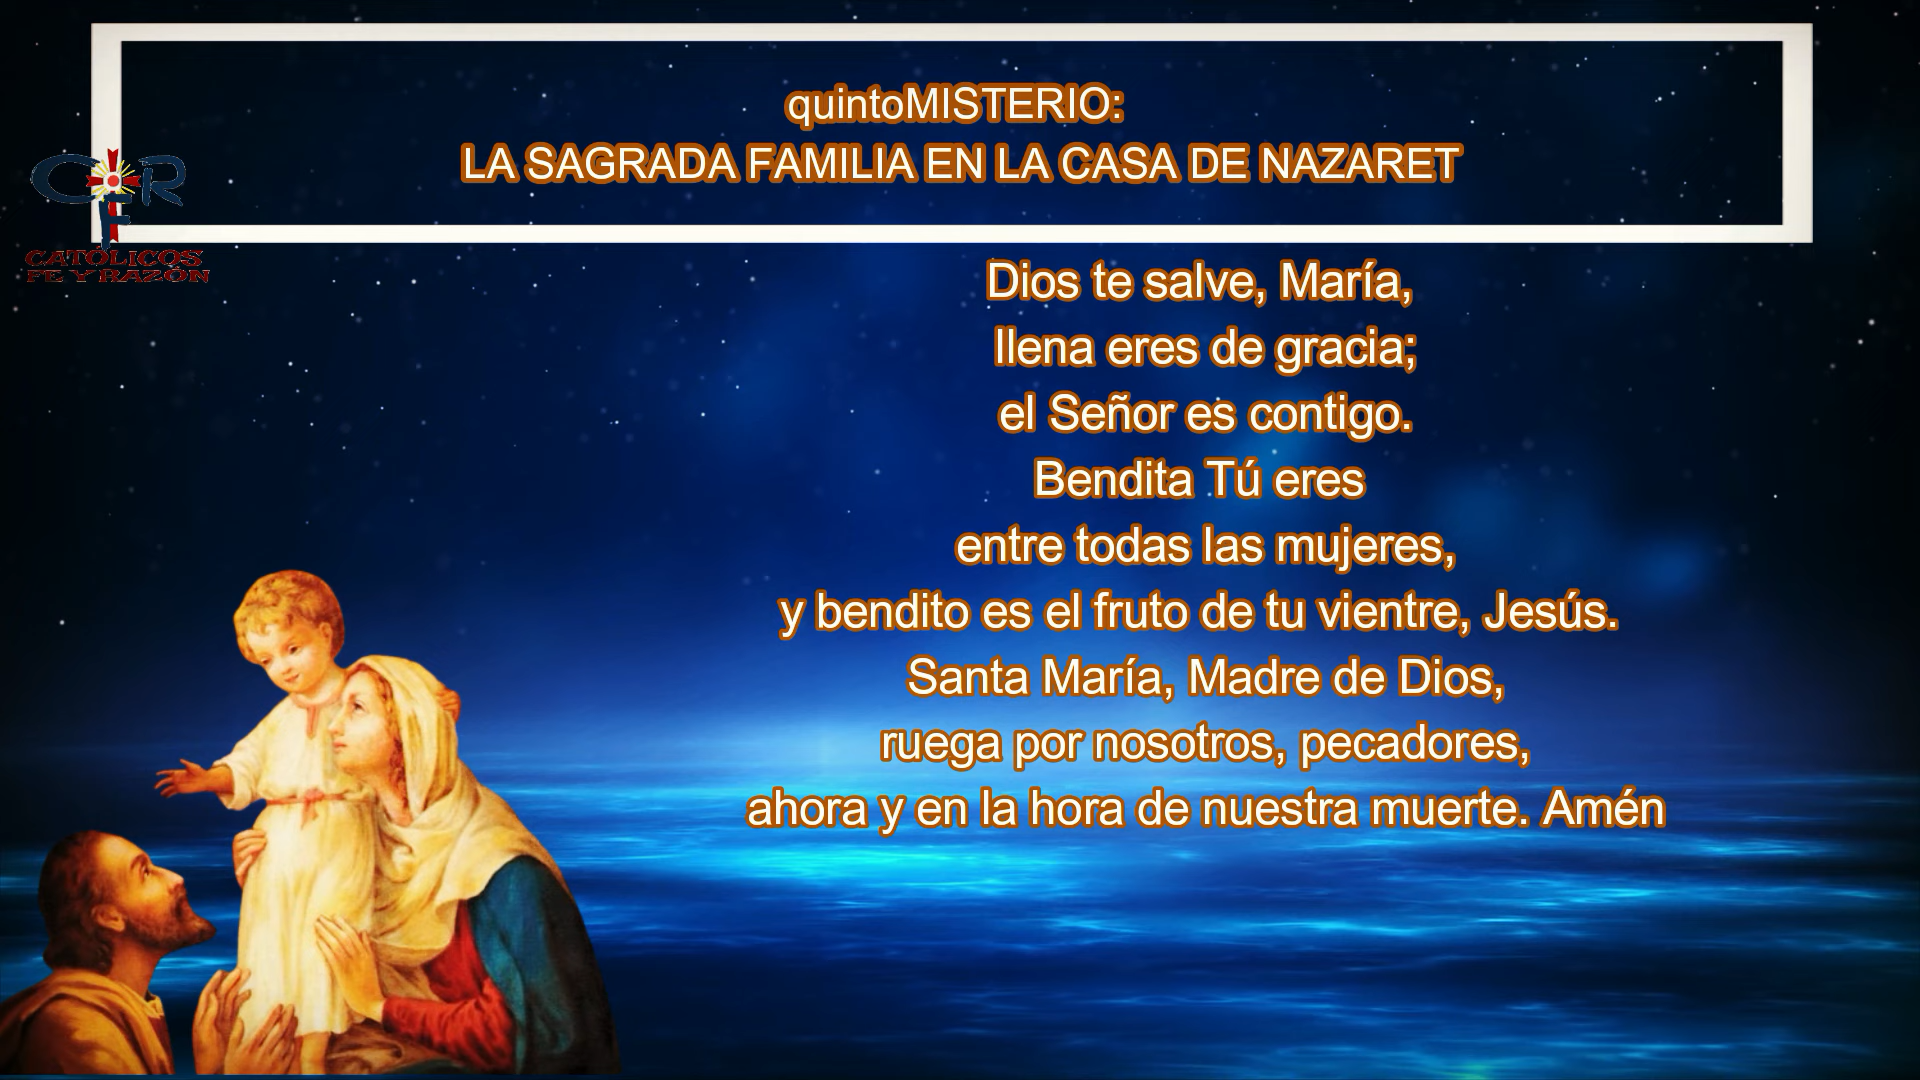 quintoMISTERIO:
LA SAGRADA FAMILIA EN LA CASA DE NAZARET
CFR
CATÓLICOS
FE Y RAZÓN
Dios te salve, María,
llena eres de gracia;
el Señor es contigo.
Bendita Tú eres
entre todas las mujeres,
y bendito es el fruto de tu vientre, Jesús.
Santa María, Madre de Dios,
ruega por nosotros, pecadores,
ahora y en la hora de nuestra muerte. Amén